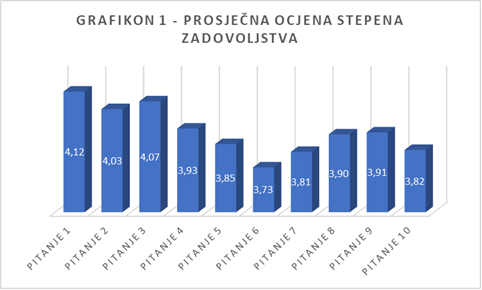 GRAFIKON 1 - PROSJEČNA OCJENA STEPENA
ZADOVOLJSTVA
4,12
4,03
4,07
3,93
3,85
3,73
3,81
3,90
3,91
3,82
PITANJE 1
PITANJE 2
PITANJE 3
PITANJE 4
PITANJE 5
PITANJE 6
PITANJE 7
PITANJE 8
PITANJE 9
PITANJE 10